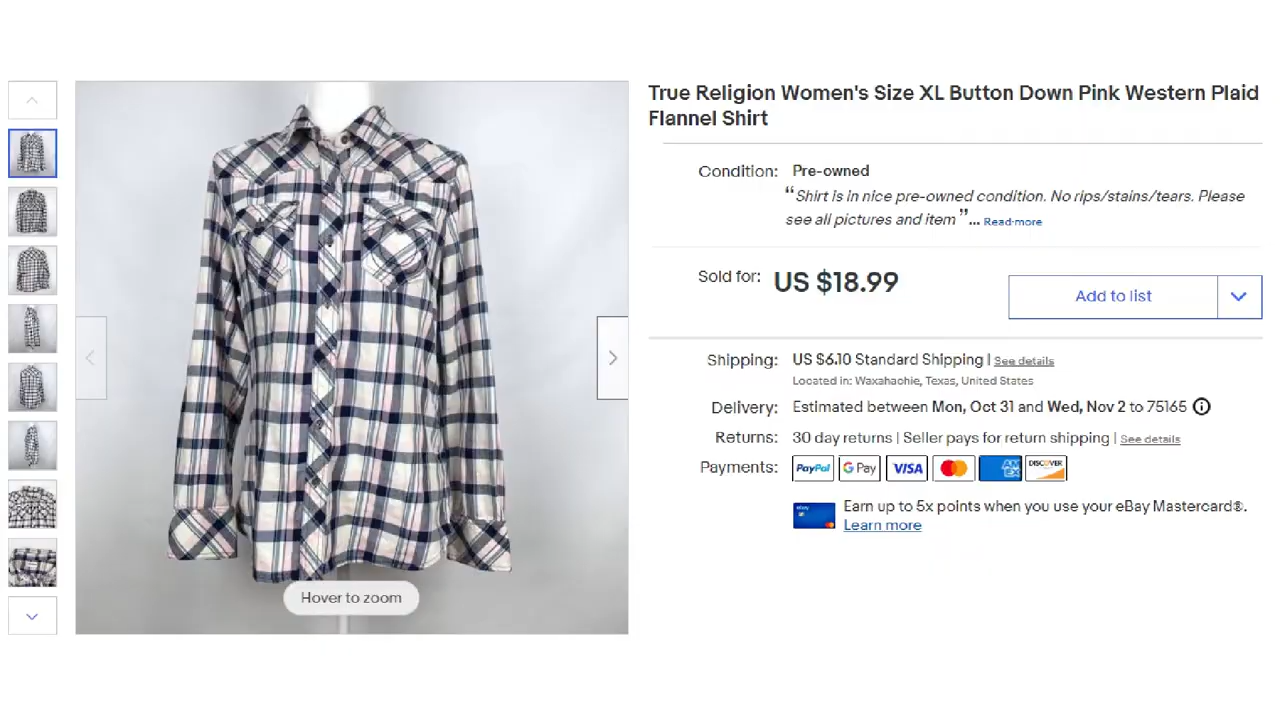 True Religion Women's Size XL Button Down Pink Western Plaid
Flannel Shirt
Condition: Pre-owned
“Shirt is in nice pre-owned condition. No rips/stains/tears. Please
see all pictures and item ”... Read more
Sold for: US $18.99
Add to list
Shipping: US $6.10 Standard Shipping | See details
Located in: Waxahachie, Texas, United States
Delivery: Estimated between Mon, Oct 31 and Wed, Nov 2 to 75165
Returns: 30 day returns | Seller pays for return shipping | See details
Payments: PayPal G Pay VISA DISCOVER
Earn up to 5x points when you use your eBay Mastercard®.
Learn more
Hover to zoom